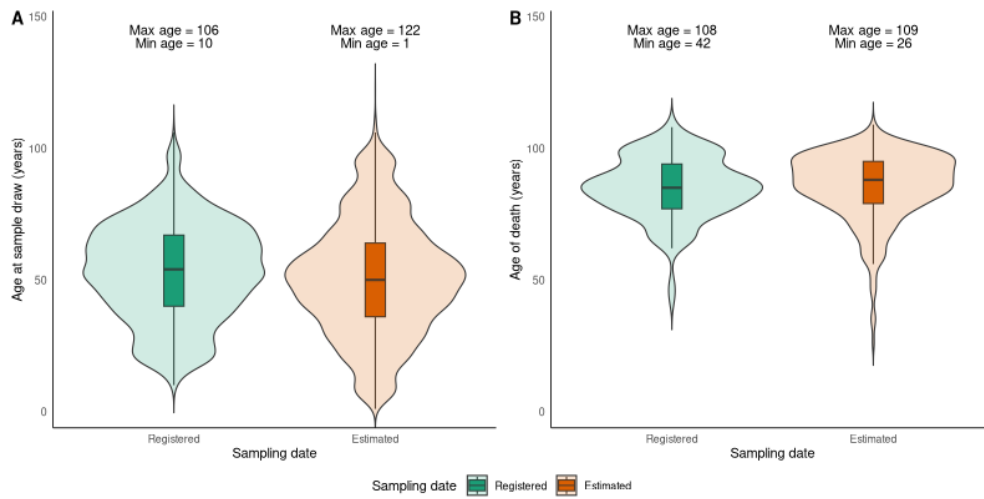 A
150
100
50
0
Age at sample draw (years)
Max age = 106
Min age = 10
Max age = 122
Min age = 1
Registered
Estimated
Sampling date
B
150
100
50
0
Age of death (years)
Max age = 108
Min age = 42
Max age = 109
Min age = 26
Registered
Estimated
Sampling date
Sampling date Registered Estimated